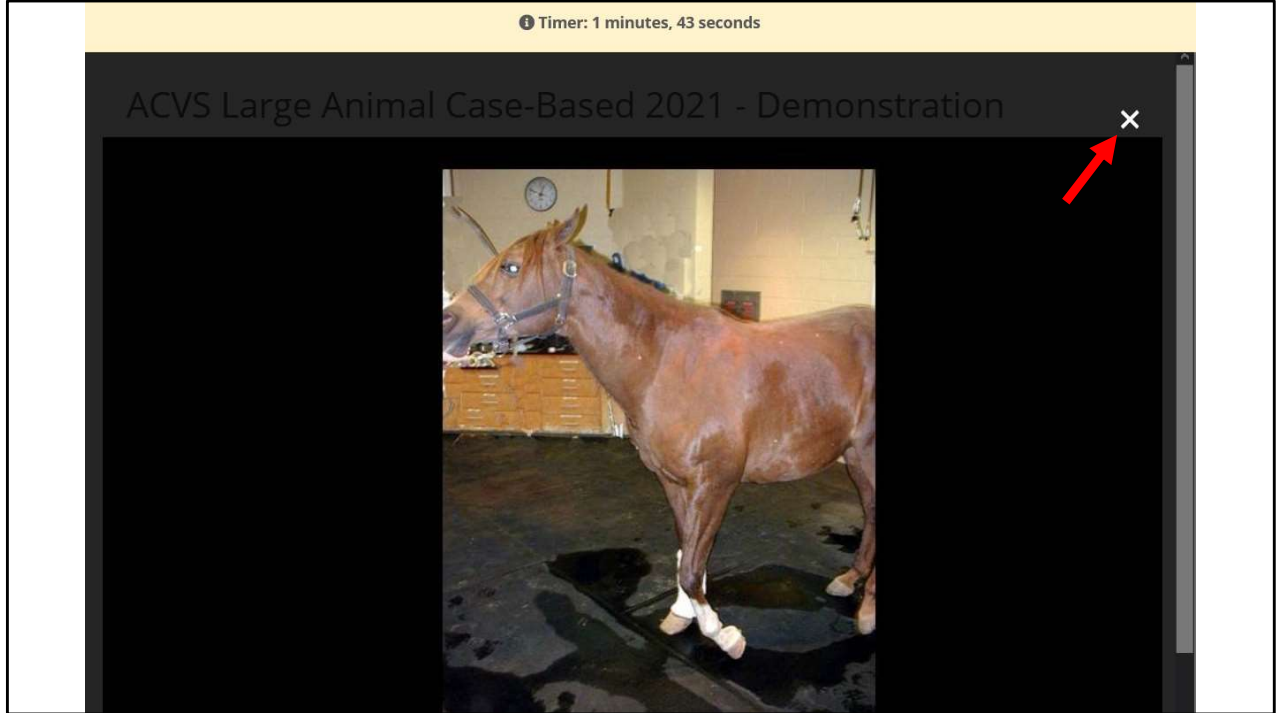 Timer: 1 minutes, 43 seconds
ACVS Large Animal Case-Based 2021 - Demonstration